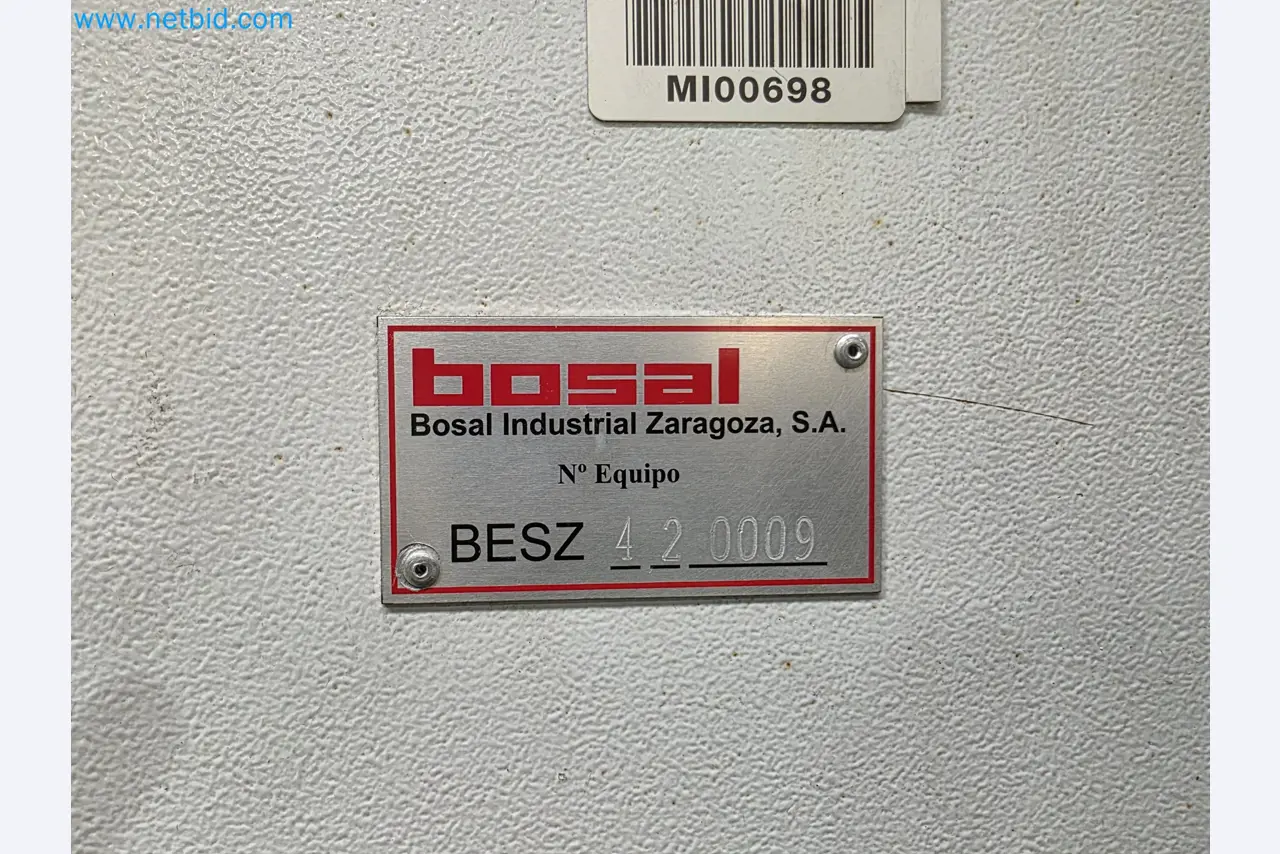 www.netbid.com
MI00698
bosal
Bosal Industrial Zaragoza, S.A.
Nº Equipo
BESZ 4 2 0009